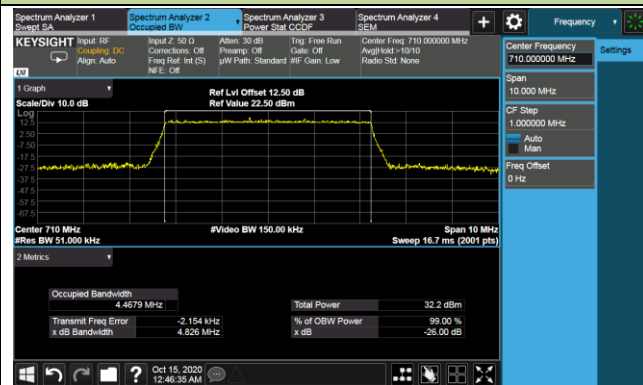 Spectrum Analyzer 1
Swept SA
Spectrum Analyzer 2
Occupied BW
Spectrum Analyzer 3
Power Stat CCDF
Spectrum Analyzer 4
SEM
Frequency
KEYSIGHT
Input: RF
Coupling: DC
Align: Auto
Input Z: 50 Ω
Corrections: Off
Freq Ref: Int (S)
NFE: Off
Atten: 30 dB
Preamp: Off
µW Path: Standard
Trig: Free Run
Gate: Off
#IF Gain: Low
Center Freq: 710.000000 MHz
Avg|Hold:>10/10
Radio Std: None
LXI
Center Frequency
710.000000 MHz
Settings
Span
10.000 MHz
CF Step
1.000000 MHz
Auto
Man
Freq Offset
0 Hz
1 Graph
Scale/Div 10.0 dB
Ref Lvl Offset 12.50 dB
Ref Value 22.50 dBm
Log
12.5
2.50
-7.50
-17.5
-27.5
-37.5
-47.5
-57.5
-67.5
Center 710 MHz
#Res BW 51.000 kHz
#Video BW 150.00 kHz
Span 10 MHz
Sweep 16.7 ms (2001 pts)
2 Metrics
Occupied Bandwidth
4.4679 MHz
Total Power 32.2 dBm
Transmit Freq Error -2.154 kHz
% of OBW Power 99.00 %
x dB Bandwidth 4.826 MHz
x dB -26.00 dB
Oct 15, 2020
12:46:35 AM